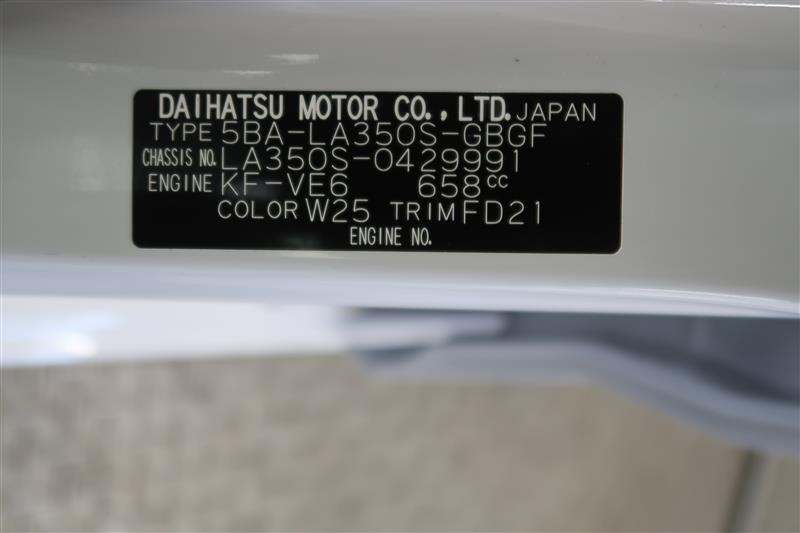 DAIHATSU MOTOR CO., LTD. JAPAN
TYPE 5BA-LA350S-GBGF
CHASSIS NO. LA350S-0429991
ENGINE KF-VE6 658cc
COLOR W25 TRIM FD21
ENGINE NO.